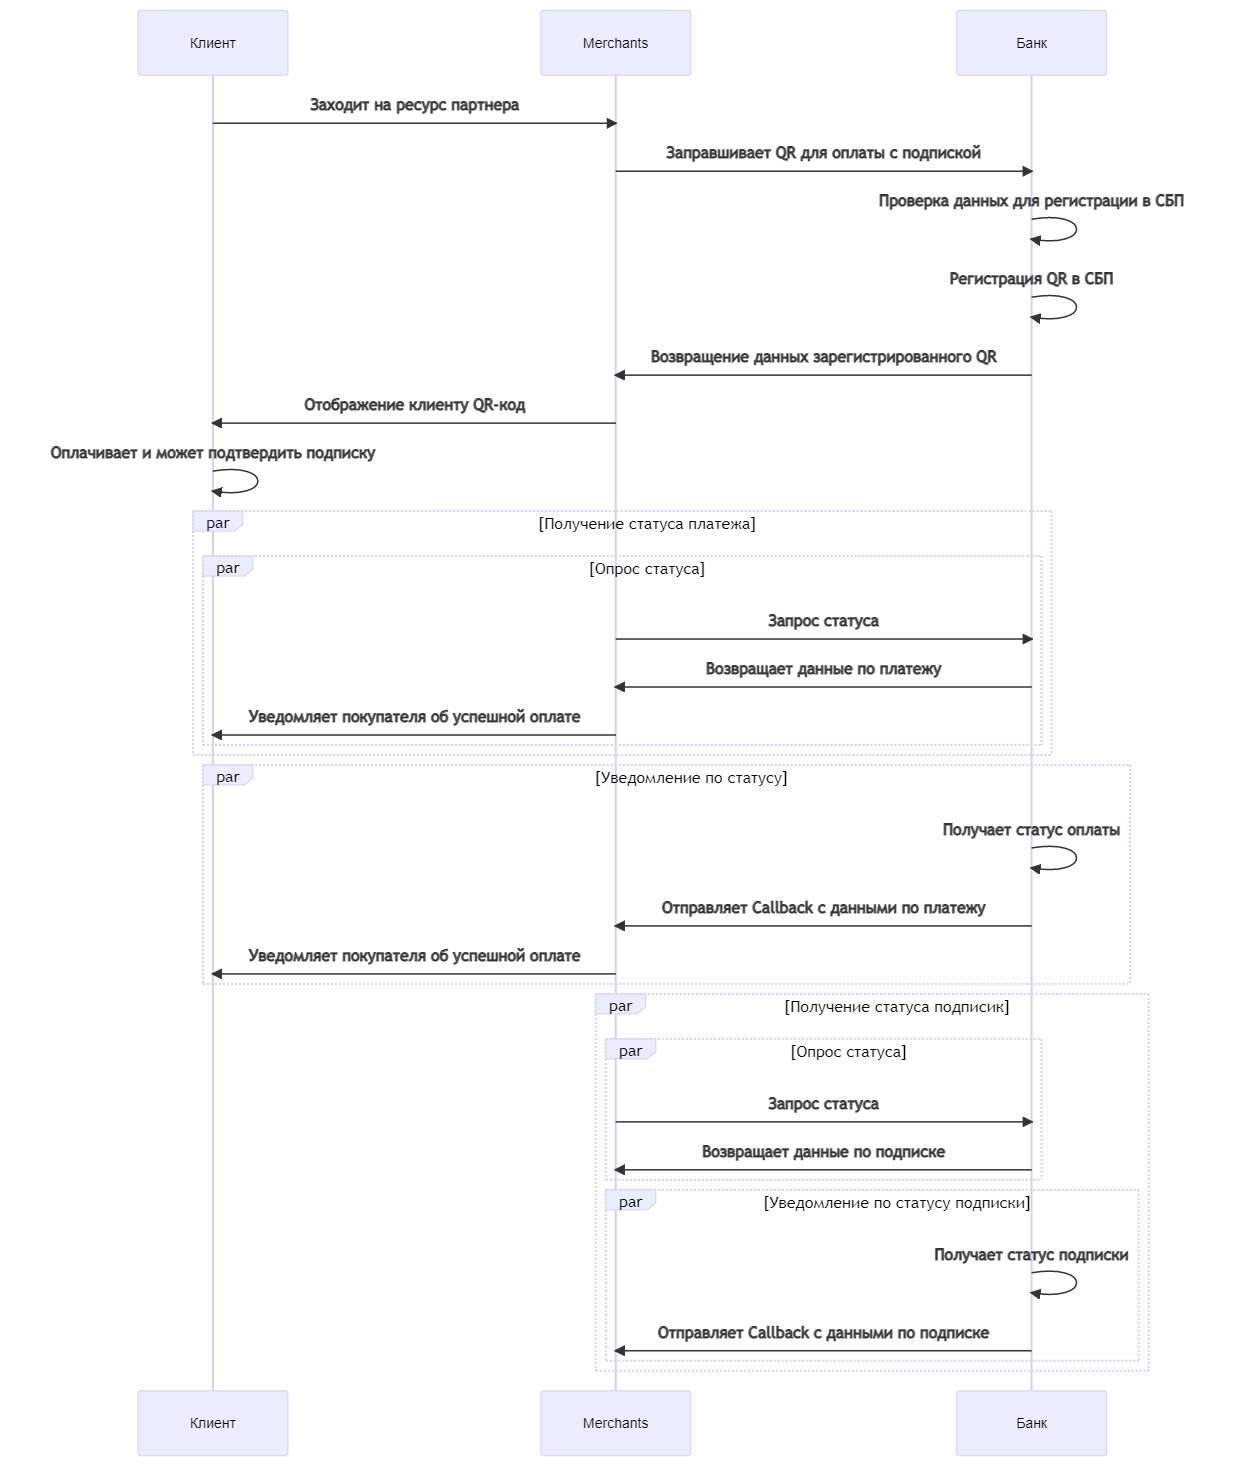 Клиент
Merchants
Банк
Заходит на ресурс партнера
Заправшивает QR для оплаты с подпиской
Проверка данных для регистрации в СБП
Регистрация QR в СБП
Возвращение данных зарегистрированного QR
Отображение клиенту QR-код
Оплачивает и может подтвердить подписку
par
[Получение статуса платежа]
par
[Опрос статуса]
Запрос статуса
Возвращает данные по платежу
Уведомляет покупателя об успешной оплате
par
[Уведомление по статусу]
Получает статус оплаты
Отправляет Callback с данными по платежу
Уведомляет покупателя об успешной оплате
par
[Получение статуса подписик]
par
[Опрос статуса]
Запрос статуса
Возвращает данные по подписке
par
[Уведомление по статусу подписки]
Получает статус подписки
Отправляет Callback с данными по подписке
Клиент
Merchants
Банк